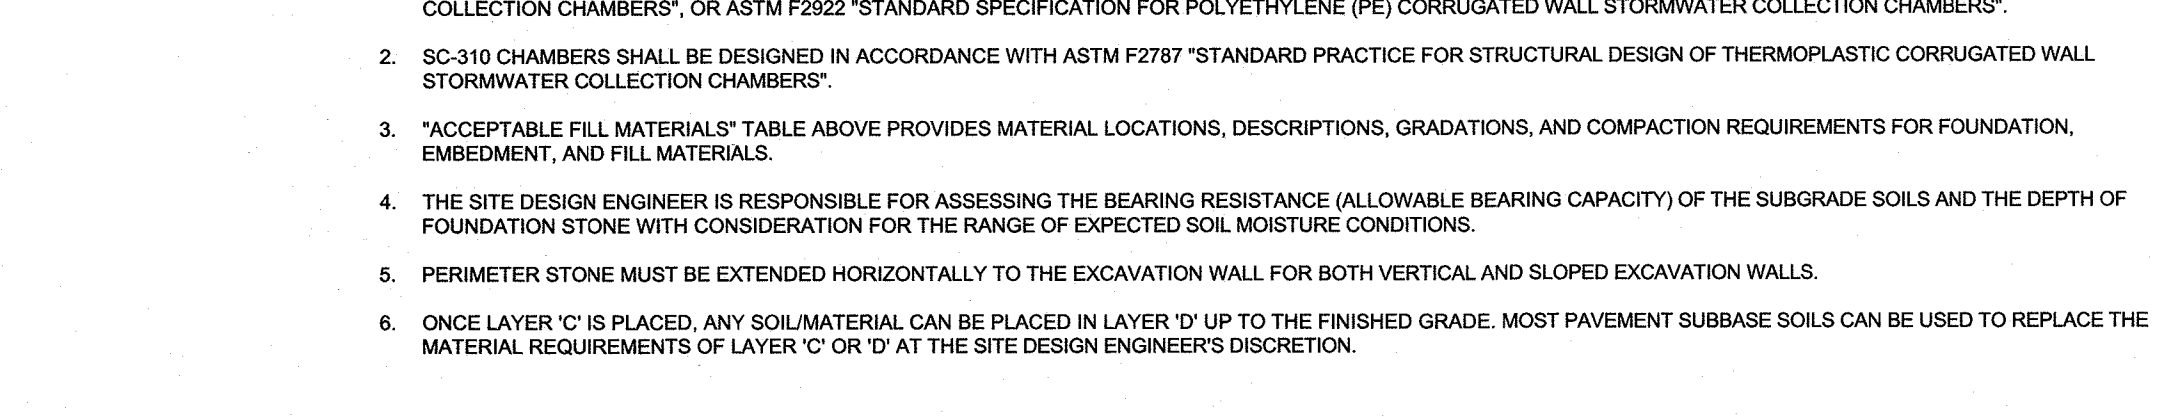 COLLECTION CHAMBERS", OR ASTM F2922 "STANDARD SPECIFICATION FOR POLYETHYLENE (PE) CORRUGATED WALL STORMWATER COLLECTION CHAMBERS".
2. SC-310 CHAMBERS SHALL BE DESIGNED IN ACCORDANCE WITH ASTM F2787 "STANDARD PRACTICE FOR STRUCTURAL DESIGN OF THERMOPLASTIC CORRUGATED WALL
STORMWATER COLLECTION CHAMBERS".
3. "ACCEPTABLE FILL MATERIALS" TABLE ABOVE PROVIDES MATERIAL LOCATIONS, DESCRIPTIONS, GRADATIONS, AND COMPACTION REQUIREMENTS FOR FOUNDATION,
EMBEDMENT, AND FILL MATERIALS.
4. THE SITE DESIGN ENGINEER IS RESPONSIBLE FOR ASSESSING THE BEARING RESISTANCE (ALLOWABLE BEARING CAPACITY) OF THE SUBGRADE SOILS AND THE DEPTH OF
FOUNDATION STONE WITH CONSIDERATION FOR THE RANGE OF EXPECTED SOIL MOISTURE CONDITIONS.
5. PERIMETER STONE MUST BE EXTENDED HORIZONTALLY TO THE EXCAVATION WALL FOR BOTH VERTICAL AND SLOPED EXCAVATION WALLS.
6. ONCE LAYER 'C' IS PLACED, ANY SOIL/MATERIAL CAN BE PLACED IN LAYER 'D' UP TO THE FINISHED GRADE. MOST PAVEMENT SUBBASE SOILS CAN BE USED TO REPLACE THE
MATERIAL REQUIREMENTS OF LAYER 'C' OR 'D' AT THE SITE DESIGN ENGINEER'S DISCRETION.